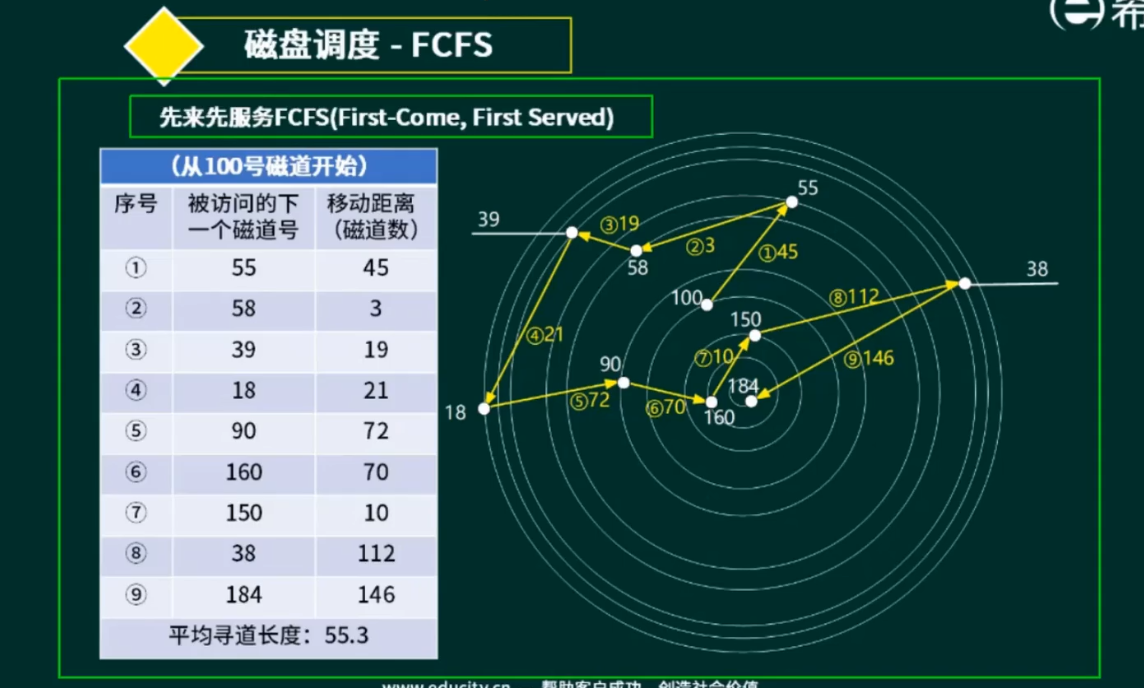 希
磁盘调度 - FCFS
先来先服务FCFS(First-Come, First Served)
（从100号磁道开始）
序号 被访问的下一个磁道号 移动距离（磁道数）
① 55 45
② 58 3
③ 39 19
④ 18 21
⑤ 90 72
⑥ 160 70
⑦ 150 10
⑧ 38 112
⑨ 184 146
平均寻道长度：55.3
55
39
③19
②3
①45
58
38
100
⑧112
150
④21
⑦10
⑨146
90
184
⑤72
⑥70
18
160
www.educity.cn 帮助客户成功 创造社会价值